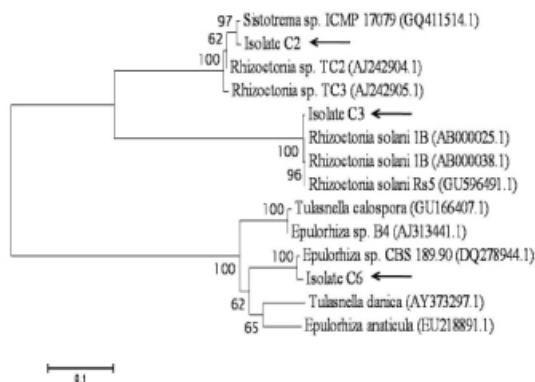 97 Sistotrema sp. ICMP 17079 (GQ411514.1)
62 Isolate C2
100 Rhizoctonia sp. TC2 (AJ242904.1)
Rhizoctonia sp. TC3 (AJ242905.1)
Isolate C3
Rhizoctonia solani 1B (AB000025.1)
100 Rhizoctonia solani 1B (AB000038.1)
96 Rhizoctonia solani Rs5 (GU596491.1)
100 Tulasnella calospora (GU166407.1)
Epulorhiza sp. B4 (AJ313441.1)
100 100 Epulorhiza sp. CBS 189.90 (DQ278944.1)
Isolate C6
62 Tulasnella danica (AY373297.1)
65 Epulorhiza anaticula (EU218891.1)
0.1